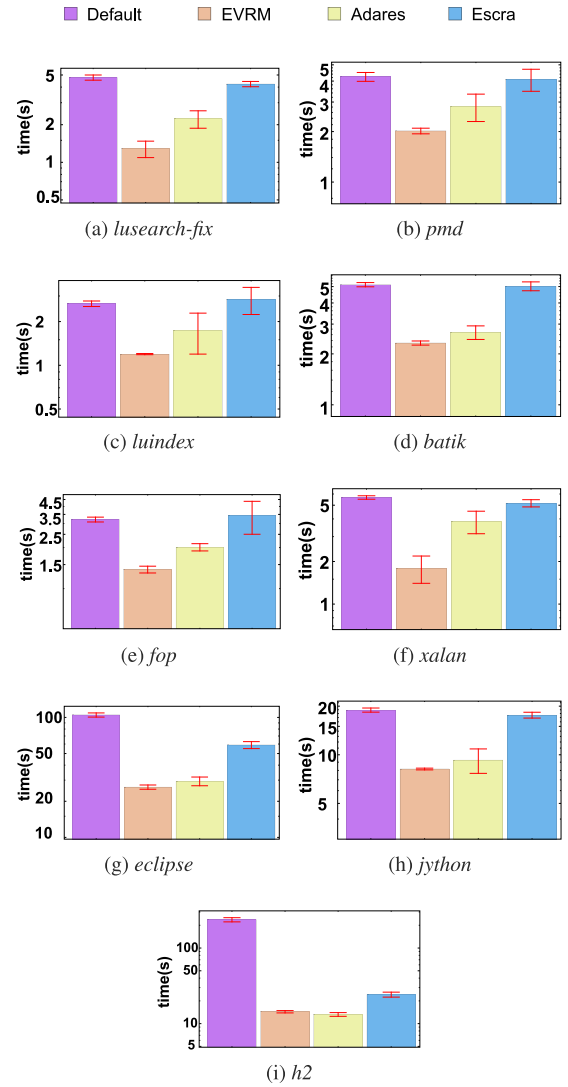 Default EVRM Adares Escra
time(s)
5
2
1
0.5
(a) lusearch-fix
time(s)
5
4
3
2
1
(b) pmd
time(s)
2
1
0.5
(c) luindex
time(s)
5
4
3
2
1
(d) batik
time(s)
4.5
3.5
2.5
1.5
(e) fop
time(s)
5
2
1
(f) xalan
time(s)
100
50
20
10
(g) eclipse
time(s)
20
15
10
5
(h) jython
time(s)
100
50
10
5
(i) h2